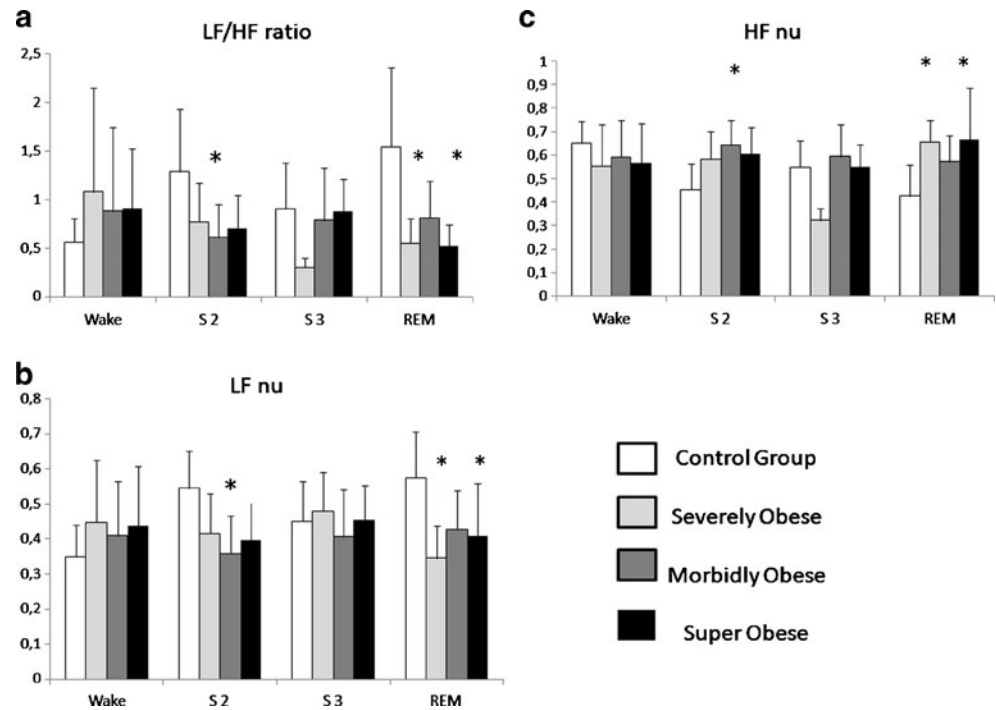 a
LF/HF ratio
2,5
2
1,5
1
0,5
0
*
*
*
Wake
S 2
S 3
REM
c
HF nu
1
0,9
0,8
0,7
0,6
0,5
0,4
0,3
0,2
0,1
0
*
*
*
Wake
S 2
S 3
REM
b
LF nu
0,8
0,7
0,6
0,5
0,4
0,3
0,2
0,1
0
*
*
*
Wake
S 2
S 3
REM
Control Group
Severely Obese
Morbidly Obese
Super Obese